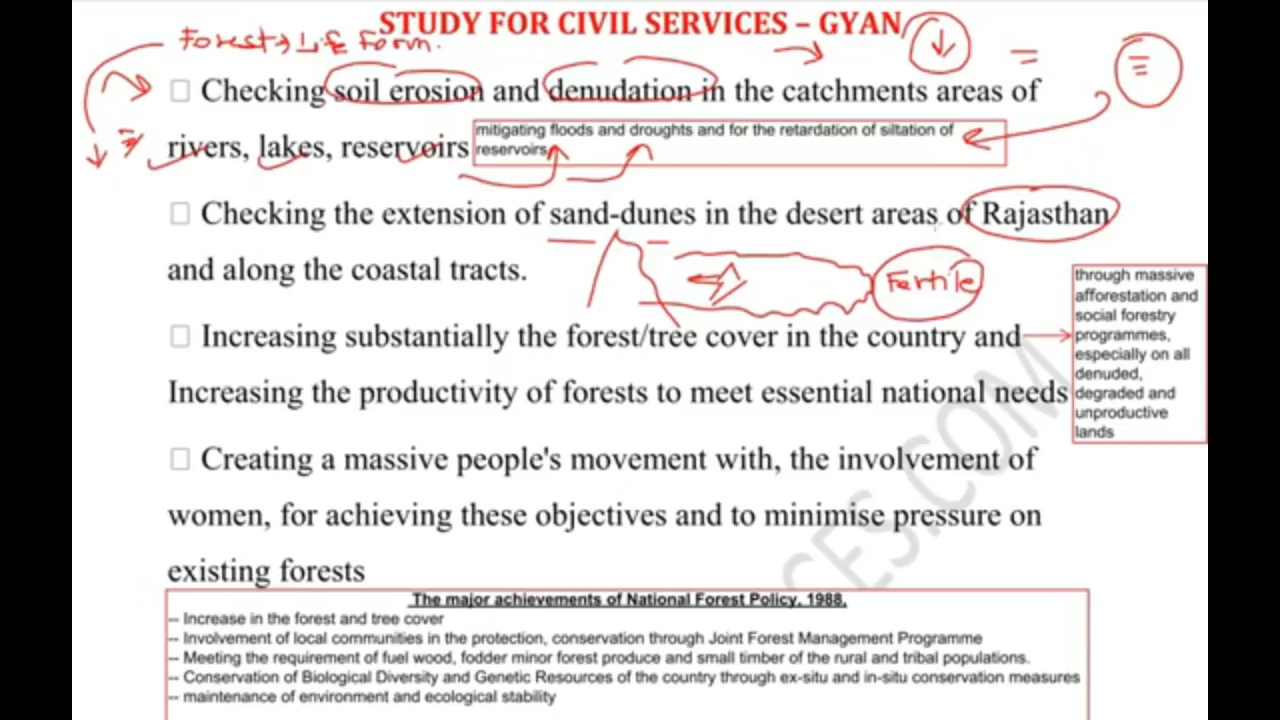 STUDY FOR CIVIL SERVICES – GYAN
Forest → Life Form.
Checking soil erosion and denudation in the catchments areas of
rivers, lakes, reservoirs
mitigating floods and droughts and for the retardation of siltation of
reservoirs
Checking the extension of sand-dunes in the desert areas of Rajasthan
and along the coastal tracts.
Fertile
Increasing substantially the forest/tree cover in the country and
Increasing the productivity of forests to meet essential national needs
through massive
afforestation and
social forestry
programmes,
especially on all
denuded,
degraded and
unproductive
lands
Creating a massive people's movement with, the involvement of
women, for achieving these objectives and to minimise pressure on
existing forests
CES.COM
The major achievements of National Forest Policy, 1988.
-- Increase in the forest and tree cover
-- Involvement of local communities in the protection, conservation through Joint Forest Management Programme
-- Meeting the requirement of fuel wood, fodder minor forest produce and small timber of the rural and tribal populations.
-- Conservation of Biological Diversity and Genetic Resources of the country through ex-situ and in-situ conservation measures
-- maintenance of environment and ecological stability